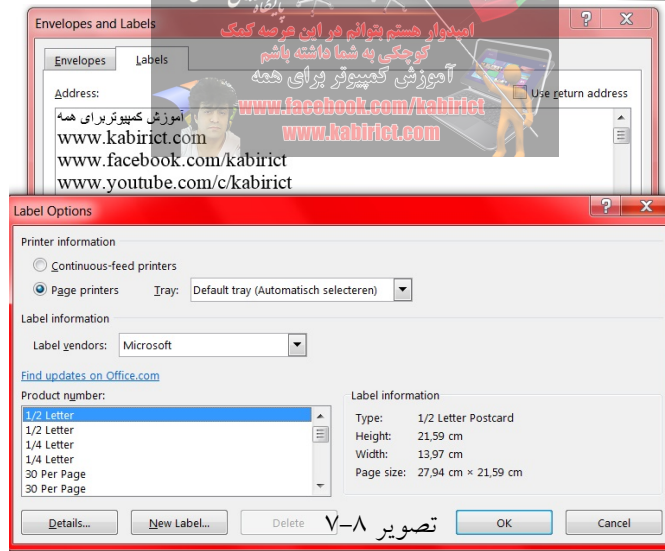 Envelopes and Labels
امیدوار هستم بتوانم در این عرصه کمک
کوچکی به شما داشته باشم
آموزش کمپیوتر برای همه
www.facebook.com/kabirict
www.kabirict.com
Envelopes
Labels
Address:
Use return address
آموزش کمپیوتر برای همه
www.kabirict.com
www.facebook.com/kabirict
www.youtube.com/c/kabirict
Label Options
Printer information
Continuous-feed printers
Page printers
Tray: Default tray (Automatisch selecteren)
Label information
Label vendors: Microsoft
Find updates on Office.com
Product number:
1/2 Letter
1/2 Letter
1/4 Letter
1/4 Letter
30 Per Page
30 Per Page
Label information
Type: 1/2 Letter Postcard
Height: 21,59 cm
Width: 13,97 cm
Page size: 27,94 cm × 21,59 cm
Details...
New Label...
Delete
تصویر ۸–۷
OK
Cancel